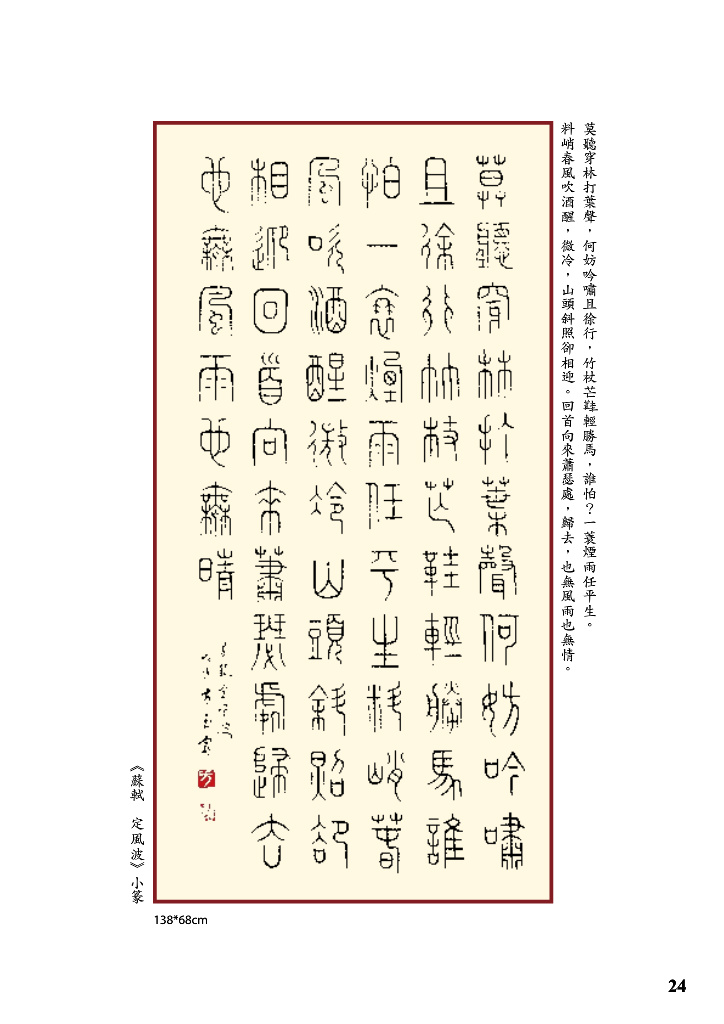 莫聽穿林打葉聲，何妨吟嘯且徐行，竹杖芒鞋輕勝馬，誰怕？一蓑煙雨任平生。
料峭春風吹酒醒，微冷，山頭斜照卻相迎。回首向來蕭瑟處，歸去，也無風雨也無情。
莫聽穿林打葉聲何妨吟嘯
且徐行竹杖芒鞋輕勝馬誰
怕一蓑煙雨任平生料峭春
風吹酒醒微冷山頭斜照卻
相迎回首向來蕭瑟處歸去
也無風雨也無晴
《蘇軾　定風波》小篆
138*68cm
24